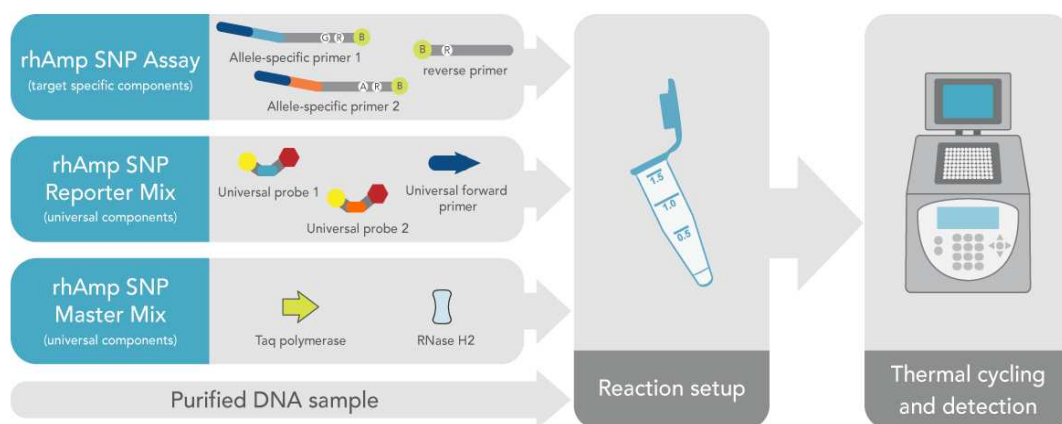 rhAmp SNP Assay
(target specific components)
G R B
Allele-specific primer 1
B R
reverse primer
A R B
Allele-specific primer 2
rhAmp SNP
Reporter Mix
(universal components)
Universal probe 1
Universal forward
primer
Universal probe 2
rhAmp SNP
Master Mix
(universal components)
Taq polymerase
RNase H2
Purified DNA sample
1.5
1.0
0.5
Reaction setup
Thermal cycling
and detection